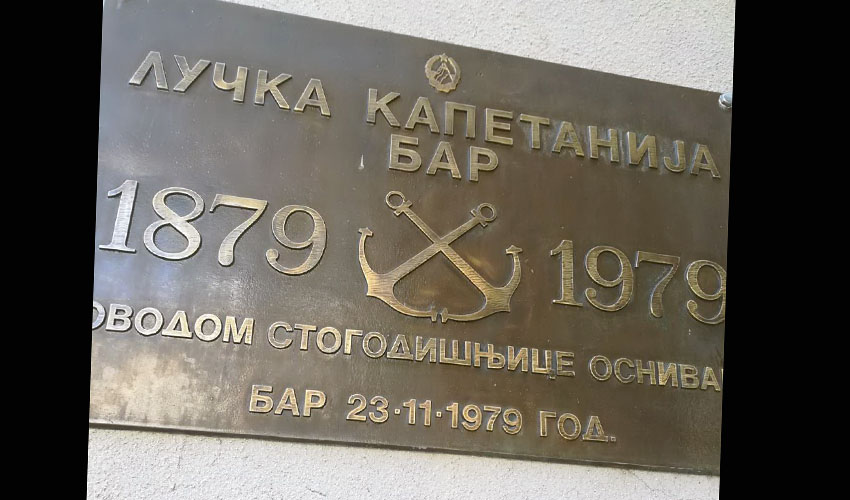 ЛУЧКА КАПЕТАНИЈА
БАР
1879 1979
ОВОДОМ СТОГОДИШЊИЦЕ ОСНИВА
БАР 23·11·1979 ГОД.